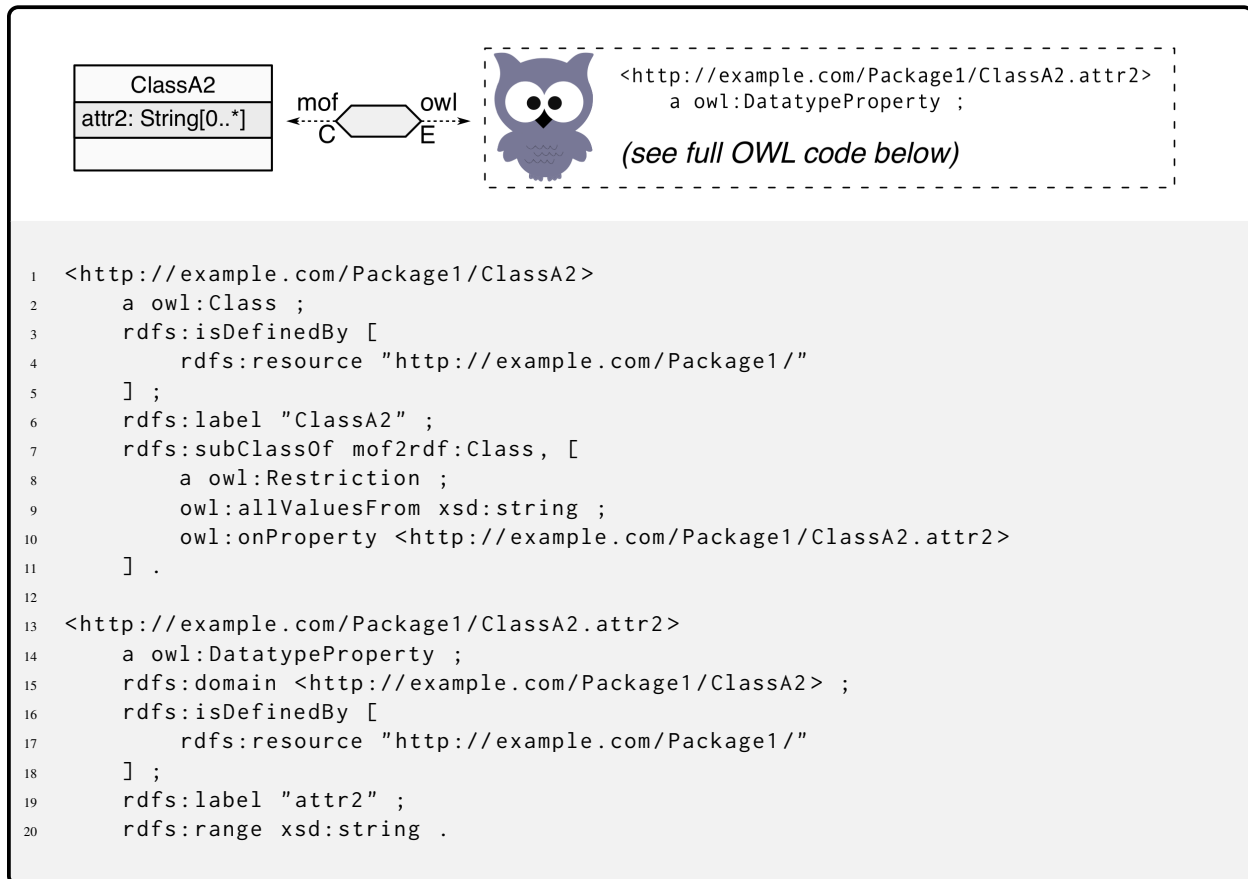 ClassA2
attr2: String[0..*]
mof
owl
C
E
<http://example.com/Package1/ClassA2.attr2>
    a owl:DatatypeProperty ;
(see full OWL code below)
1 <http://example.com/Package1/ClassA2>
2     a owl:Class ;
3     rdfs:isDefinedBy [
4         rdfs:resource "http://example.com/Package1/"
5     ] ;
6     rdfs:label "ClassA2" ;
7     rdfs:subClassOf mof2rdf:Class, [
8         a owl:Restriction ;
9         owl:allValuesFrom xsd:string ;
10         owl:onProperty <http://example.com/Package1/ClassA2.attr2>
11     ] .
12
13 <http://example.com/Package1/ClassA2.attr2>
14     a owl:DatatypeProperty ;
15     rdfs:domain <http://example.com/Package1/ClassA2> ;
16     rdfs:isDefinedBy [
17         rdfs:resource "http://example.com/Package1/"
18     ] ;
19     rdfs:label "attr2" ;
20     rdfs:range xsd:string .